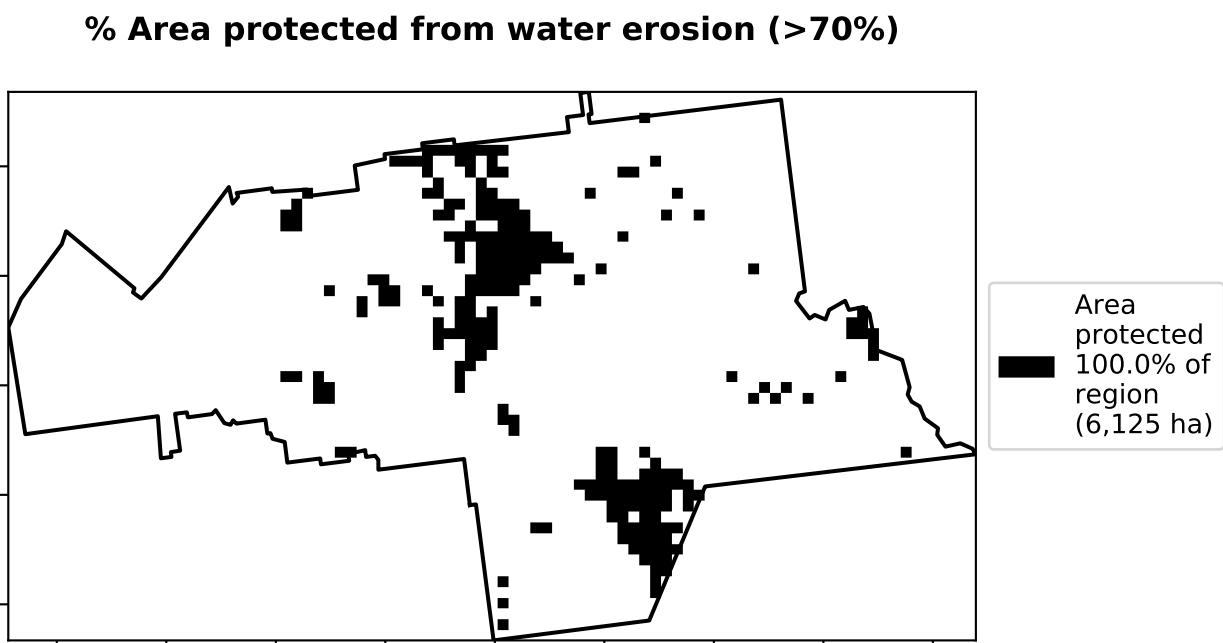 % Area protected from water erosion (>70%)
Area
protected
100.0% of
region
(6,125 ha)